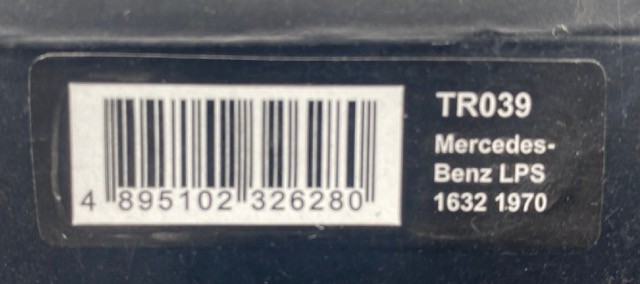 TR039
Mercedes-
Benz LPS
1632 1970
4 895102 326280